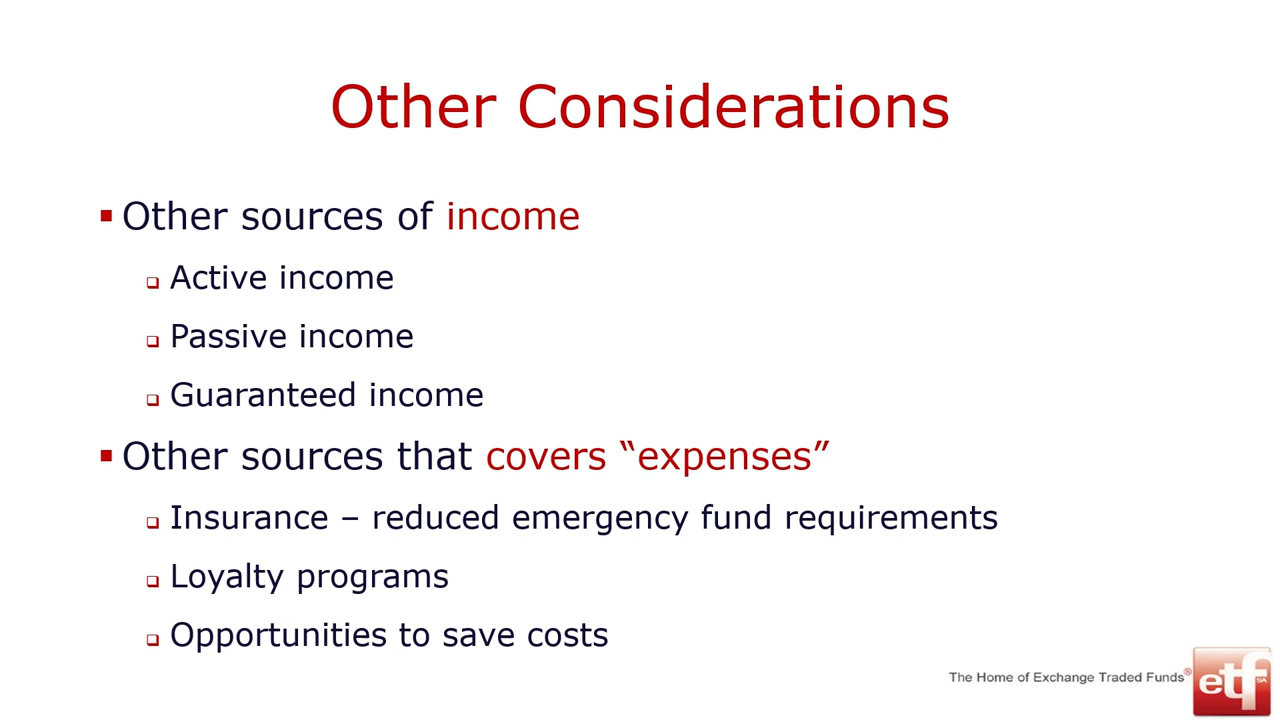 Other Considerations
Other sources of income
Active income
Passive income
Guaranteed income
Other sources that covers “expenses”
Insurance – reduced emergency fund requirements
Loyalty programs
Opportunities to save costs
The Home of Exchange Traded Funds®
etf SA